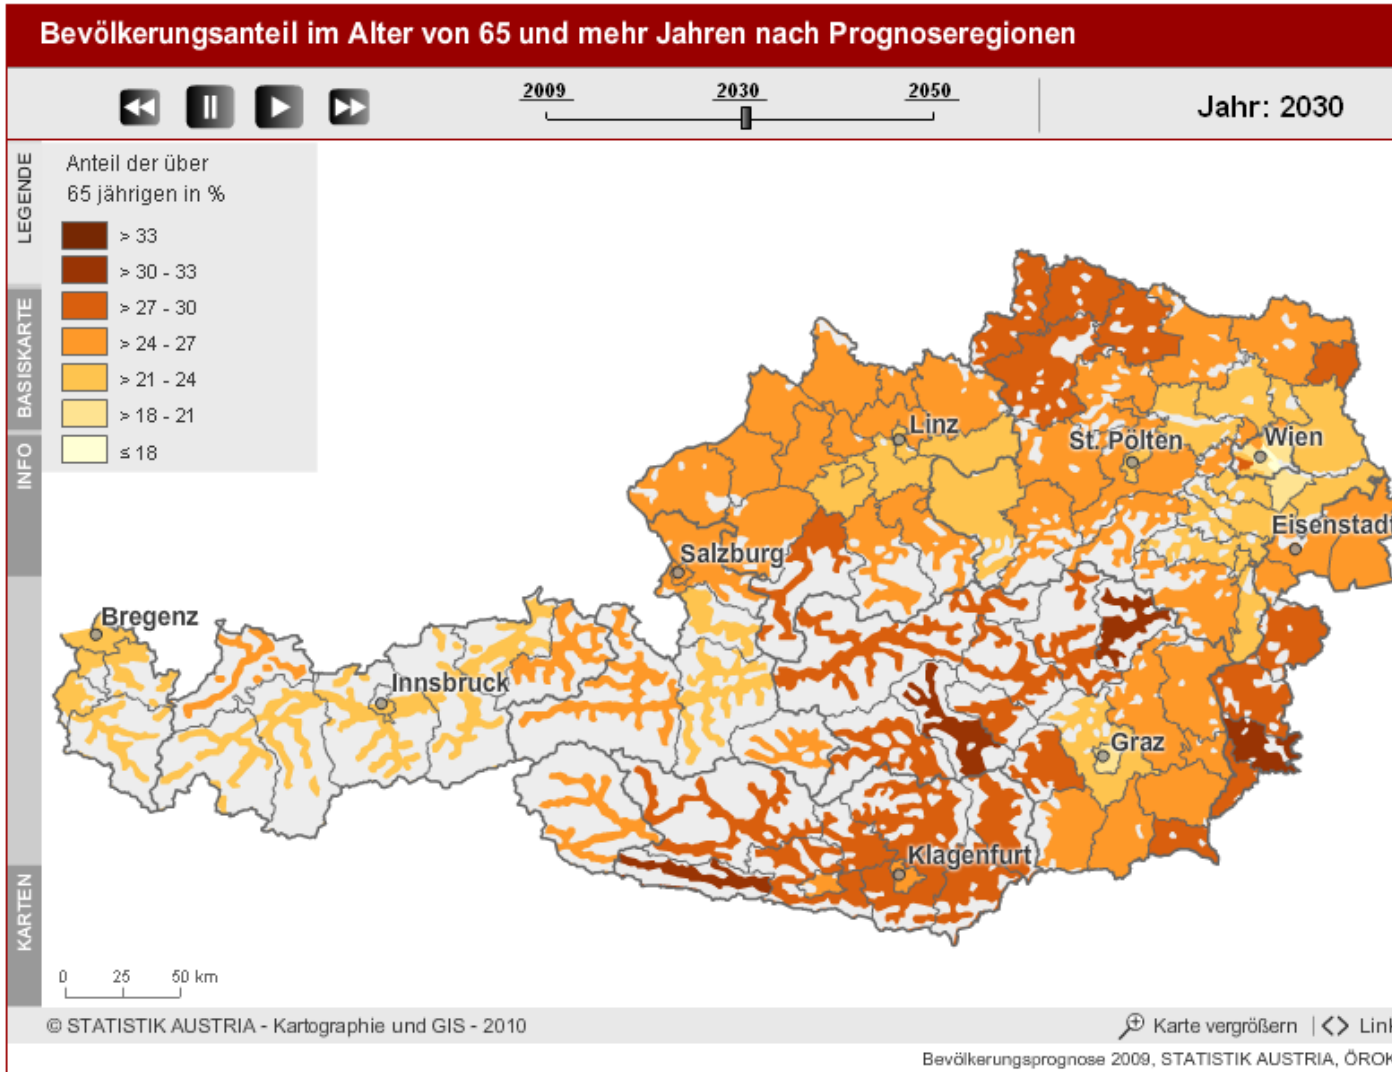 Bevölkerungsanteil im Alter von 65 und mehr Jahren nach Prognoseregionen
2009 2030 2050
Jahr: 2030
LEGENDE
BASISKARTE
INFO
KARTEN
Anteil der über
65 jährigen in %
> 33
> 30 - 33
> 27 - 30
> 24 - 27
> 21 - 24
> 18 - 21
≤ 18
Linz
St. Pölten
Wien
Eisenstadt
Salzburg
Bregenz
Innsbruck
Graz
Klagenfurt
0 25 50 km
© STATISTIK AUSTRIA - Kartographie und GIS - 2010
Karte vergrößern | <> Link
Bevölkerungsprognose 2009, STATISTIK AUSTRIA, ÖROK